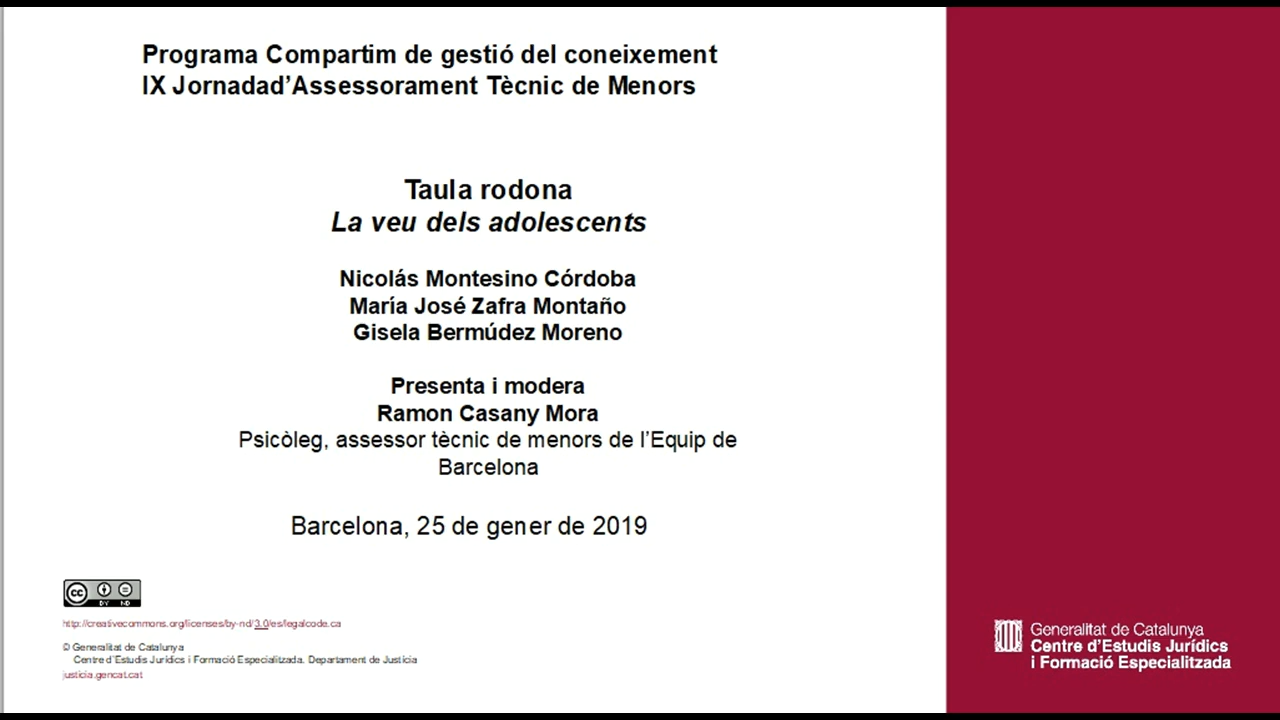 Programa Compartim de gestió del coneixement
IX Jornadad’Assessorament Tècnic de Menors
Taula rodona
La veu dels adolescents
Nicolás Montesino Córdoba
María José Zafra Montaño
Gisela Bermúdez Moreno
Presenta i modera
Ramon Casany Mora
Psicòleg, assessor tècnic de menors de l’Equip de
Barcelona
Barcelona, 25 de gener de 2019
cc BY ND
http://creativecommons.org/licenses/by-nd/3.0/es/legalcode.ca
© Generalitat de Catalunya
Centre d’Estudis Jurídics i Formació Especialitzada. Departament de Justícia
justicia.gencat.cat
Generalitat de Catalunya
Centre d’Estudis Jurídics
i Formació Especialitzada